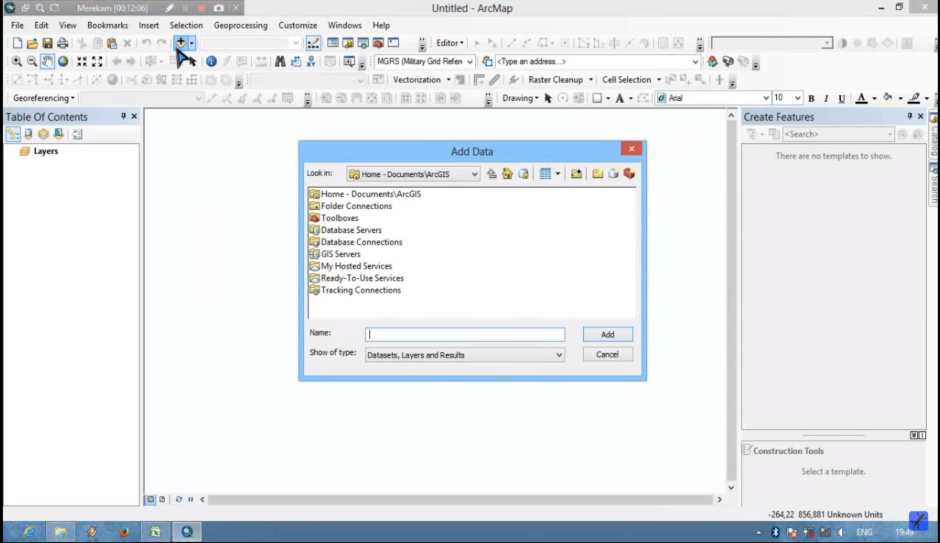 Merekam [00:12:06]
Untitled - ArcMap
File Edit View Bookmarks Insert Selection Geoprocessing Customize Windows Help
Editor
MGRS (Military Grid Referen
<Type an address...>
Vectorization
Raster Cleanup
Cell Selection
Georeferencing
Drawing
A
Arial
10
B I U A
Table Of Contents
Layers
Add Data
Look in:
Home - Documents\ArcGIS
Home - Documents\ArcGIS
Folder Connections
Toolboxes
Database Servers
Database Connections
GIS Servers
My Hosted Services
Ready-To-Use Services
Tracking Connections
Name:
Add
Show of type:
Datasets, Layers and Results
Cancel
Create Features
<Search>
There are no templates to show.
Catalog
Search
Construction Tools
Select a template.
-264,22 856,881 Unknown Units
ENG
19:49